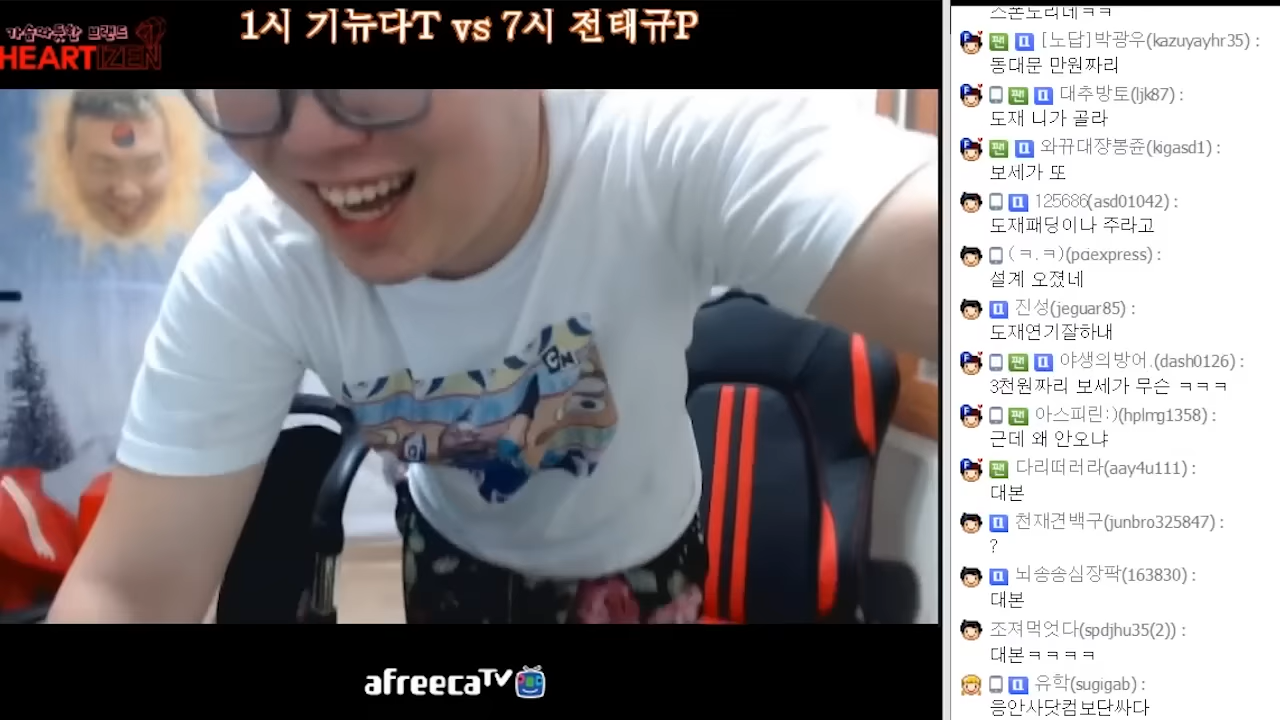 1시 기뉴다T vs 7시 전태규P
가슴따듯한 브랜드
HEARTIZEN
스폰노리네ㅋㅋ
[노답]박광우(kazuyayhr35) :
동대문 만원짜리
대추방토(ljk87) :
도재 니가 골라
와뀨대쟝봉쥰(kigasd1) :
보세가 또
125686(asd01042) :
도재패딩이나 주라고
(ㅋ.ㅋ)(paexpress) :
설계 오졌네
진성(jeguar85) :
도재연기잘하내
야생의방어.(dash0126) :
3천원짜리 보세가 무슨 ㅋㅋㅋ
아스피린:)(hplmg1358) :
근데 왜 안오냐
다리떠러라(aay4u111) :
대본
천재견백구(junbro325847) :
?
뇌송송심장팍(163830) :
대본
조져먹엇다(spdjhu35(2)) :
대본ㅋㅋㅋㅋ
유학(sugigab) :
응안사닷컴보단싸다
afreecaTV